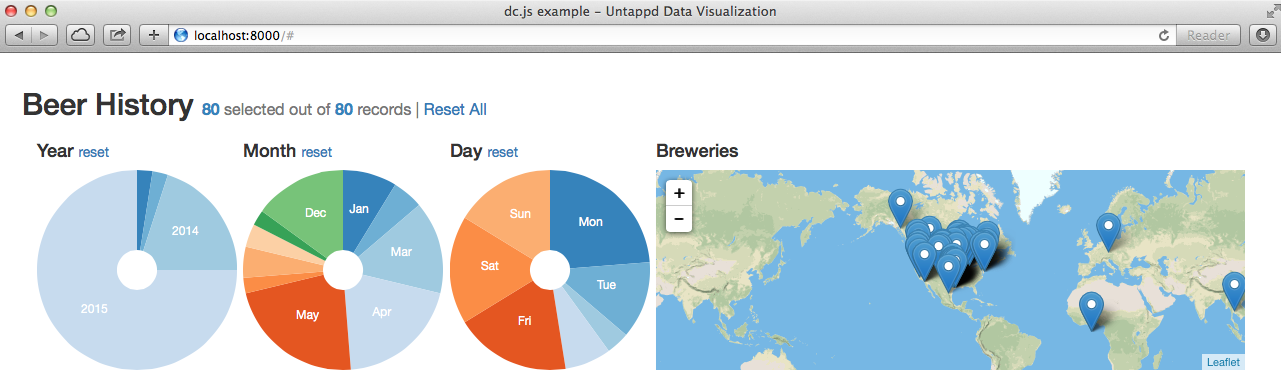 dc.js example – Untappd Data Visualization
localhost:8000/#
Reader
Beer History 80 selected out of 80 records | Reset All
Year reset
Month reset
Day reset
Breweries
2014
2015
Jan
Mar
Apr
May
Dec
Mon
Tue
Fri
Sat
Sun
+
−
Leaflet